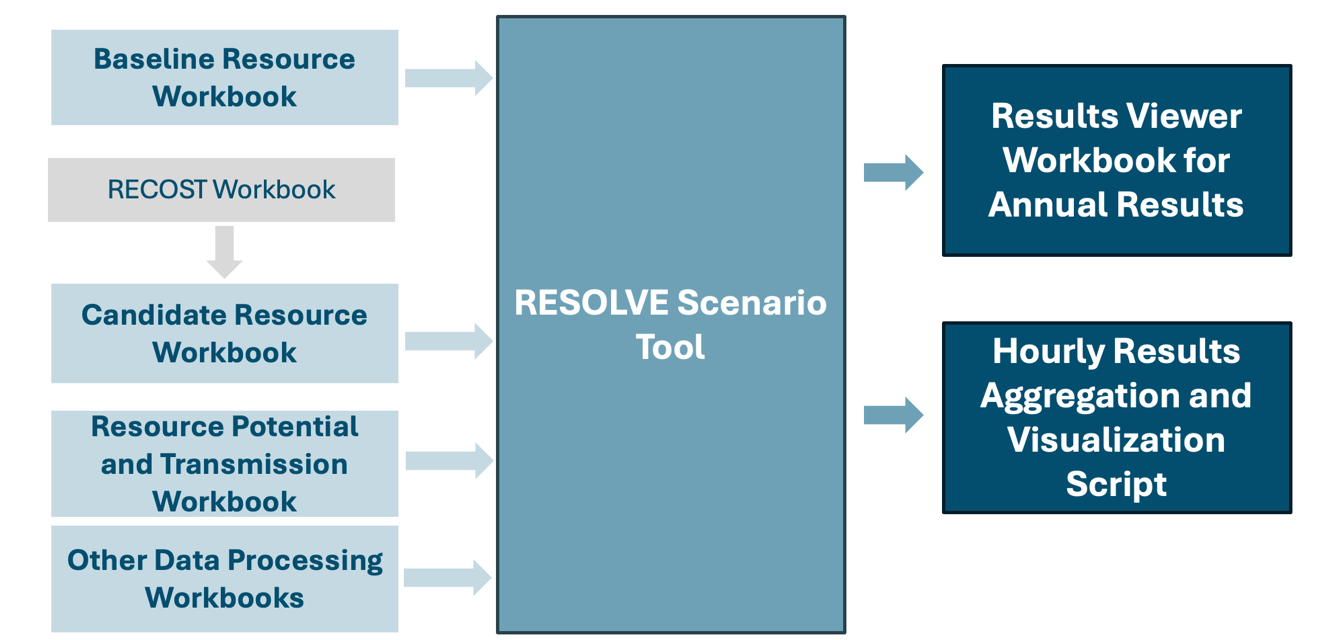 Baseline Resource
Workbook
RECOST Workbook
Candidate Resource
Workbook
Resource Potential
and Transmission
Workbook
Other Data Processing
Workbooks
RESOLVE Scenario
Tool
Results Viewer
Workbook for
Annual Results
Hourly Results
Aggregation and
Visualization
Script